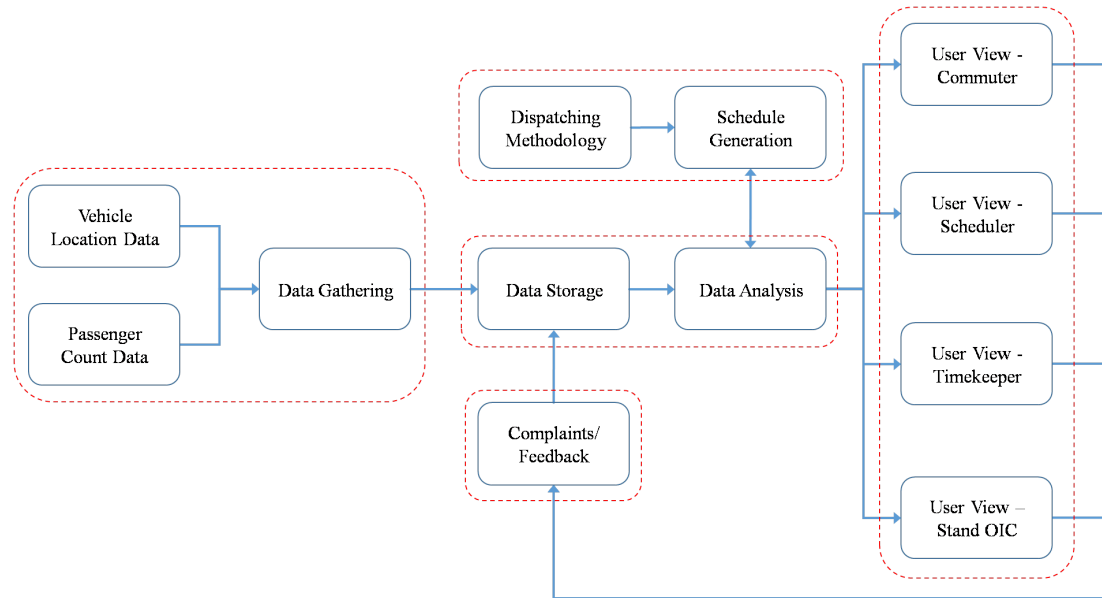 Vehicle
Location Data
Passenger
Count Data
Data Gathering
Dispatching
Methodology
Schedule
Generation
Data Storage
Data Analysis
Complaints/
Feedback
User View -
Commuter
User View -
Scheduler
User View -
Timekeeper
User View –
Stand OIC